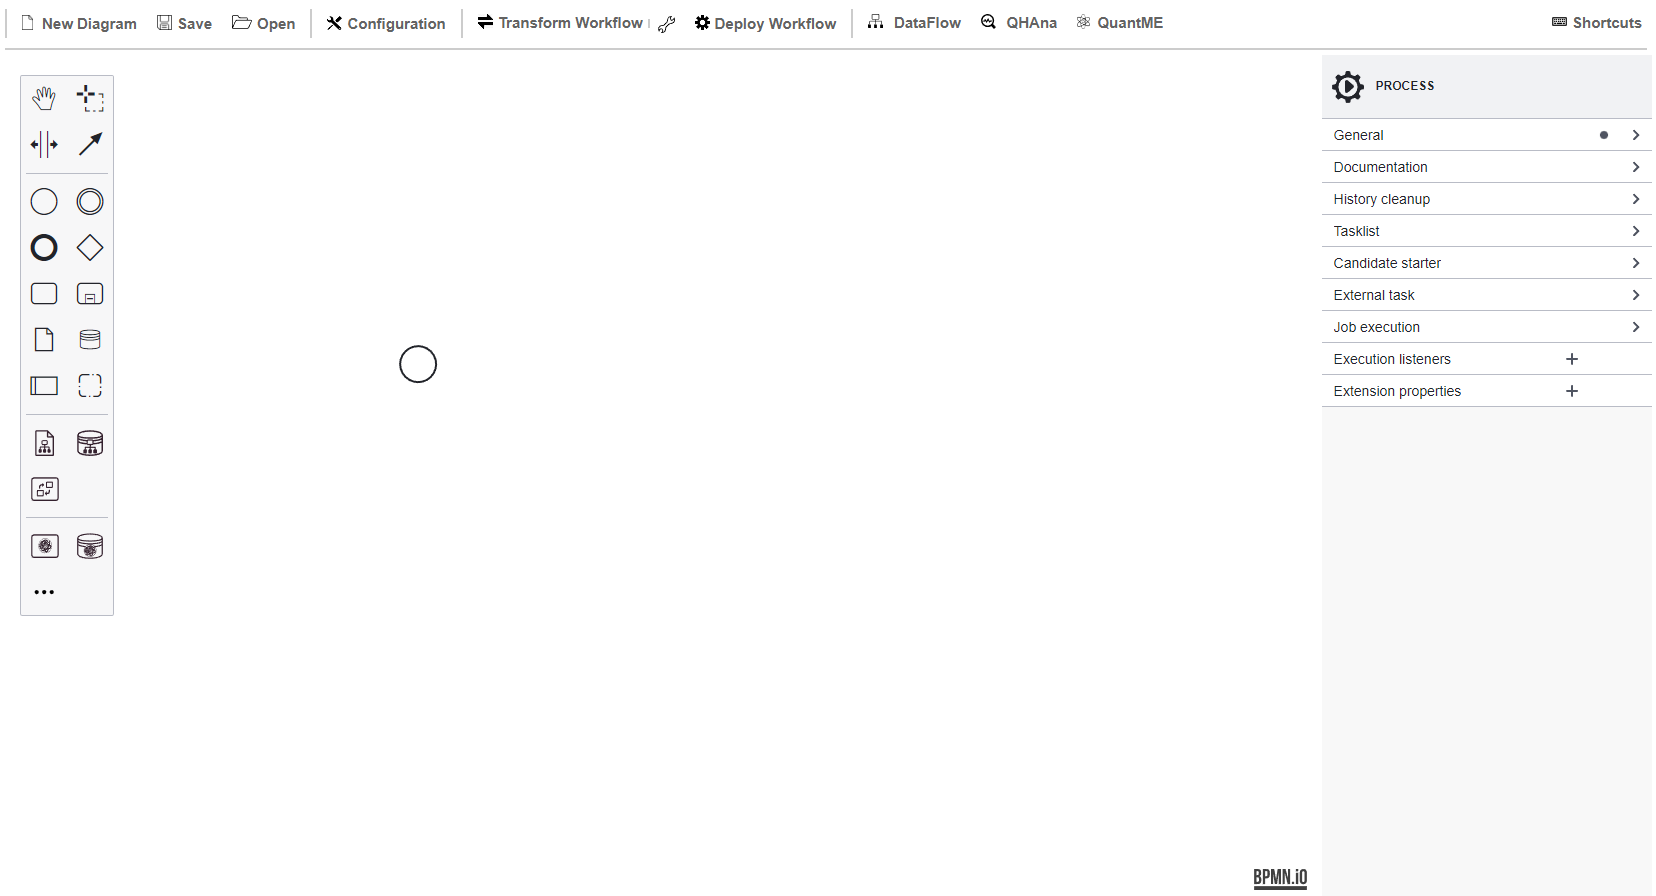 New Diagram Save Open Configuration Transform Workflow Deploy Workflow DataFlow QHAna QuantME Shortcuts
PROCESS
General
Documentation
History cleanup
Tasklist
Candidate starter
External task
Job execution
Execution listeners
Extension properties
BPMN.iO